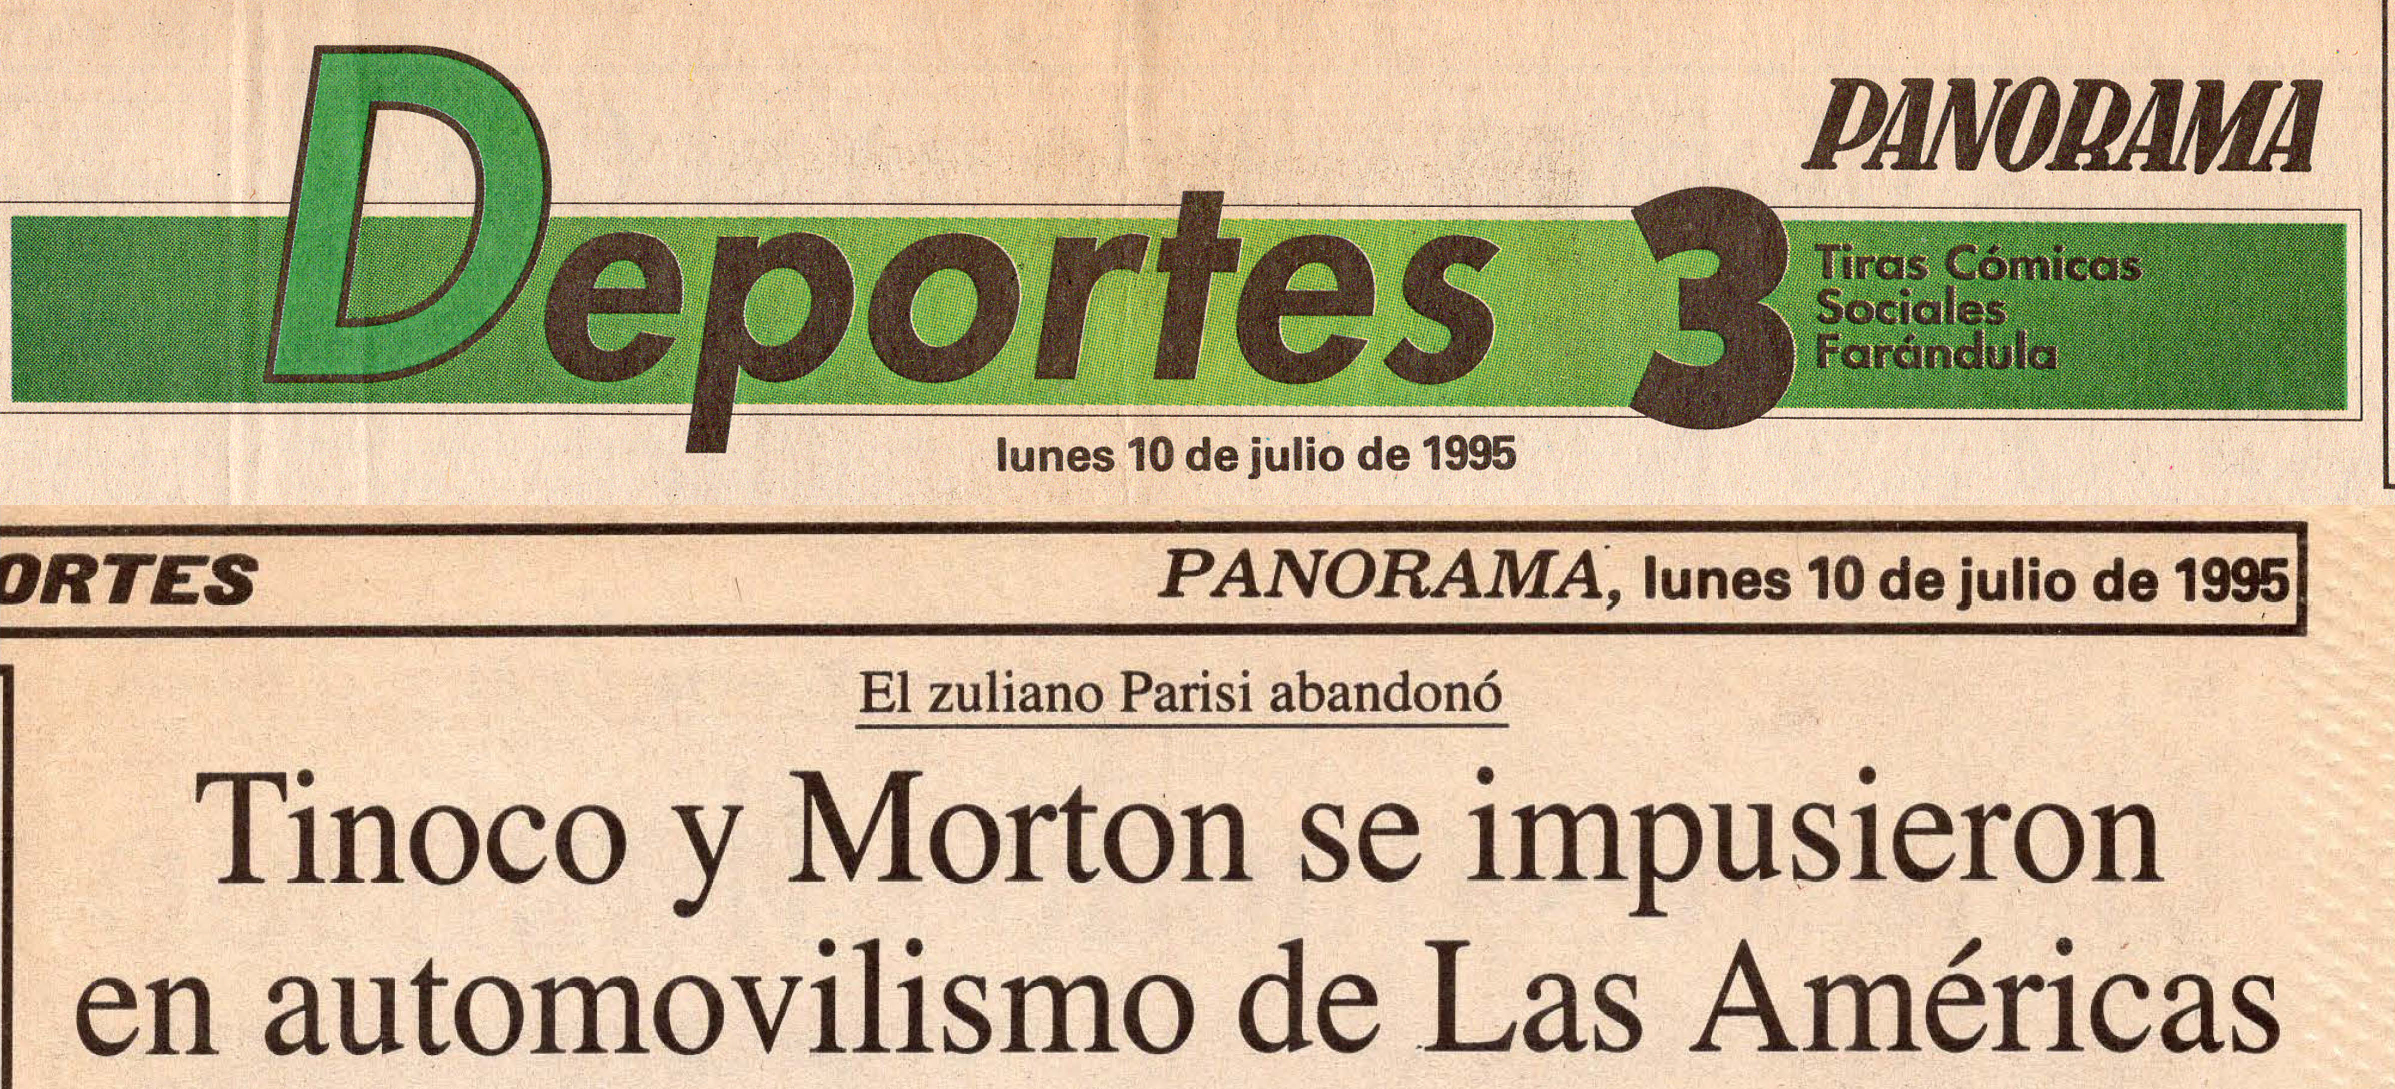 PANORAMA
Deportes 3
Tiras Cómicas
Sociales
Farándula
lunes 10 de julio de 1995
ORTES
PANORAMA, lunes 10 de julio de 1995
El zuliano Parisi abandonó
Tinoco y Morton se impusieron
en automovilismo de Las Américas